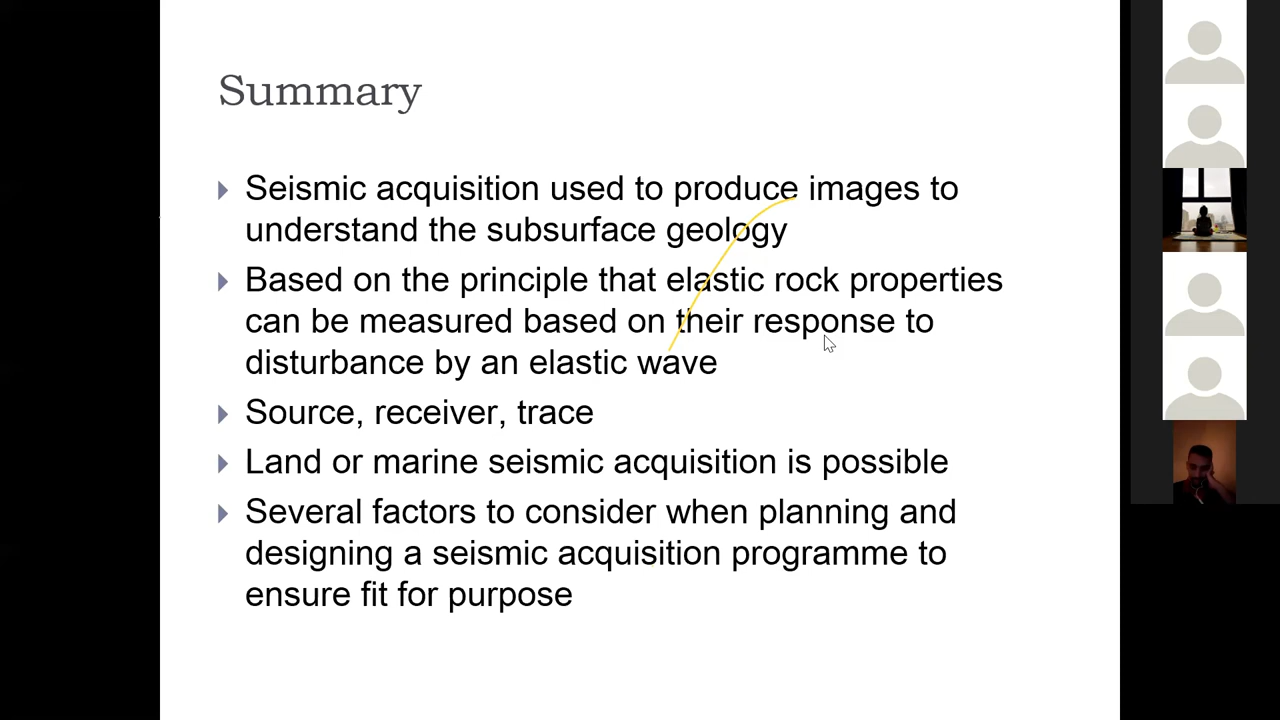 Summary
Seismic acquisition used to produce images to
understand the subsurface geology
Based on the principle that elastic rock properties
can be measured based on their response to
disturbance by an elastic wave
Source, receiver, trace
Land or marine seismic acquisition is possible
Several factors to consider when planning and
designing a seismic acquisition programme to
ensure fit for purpose